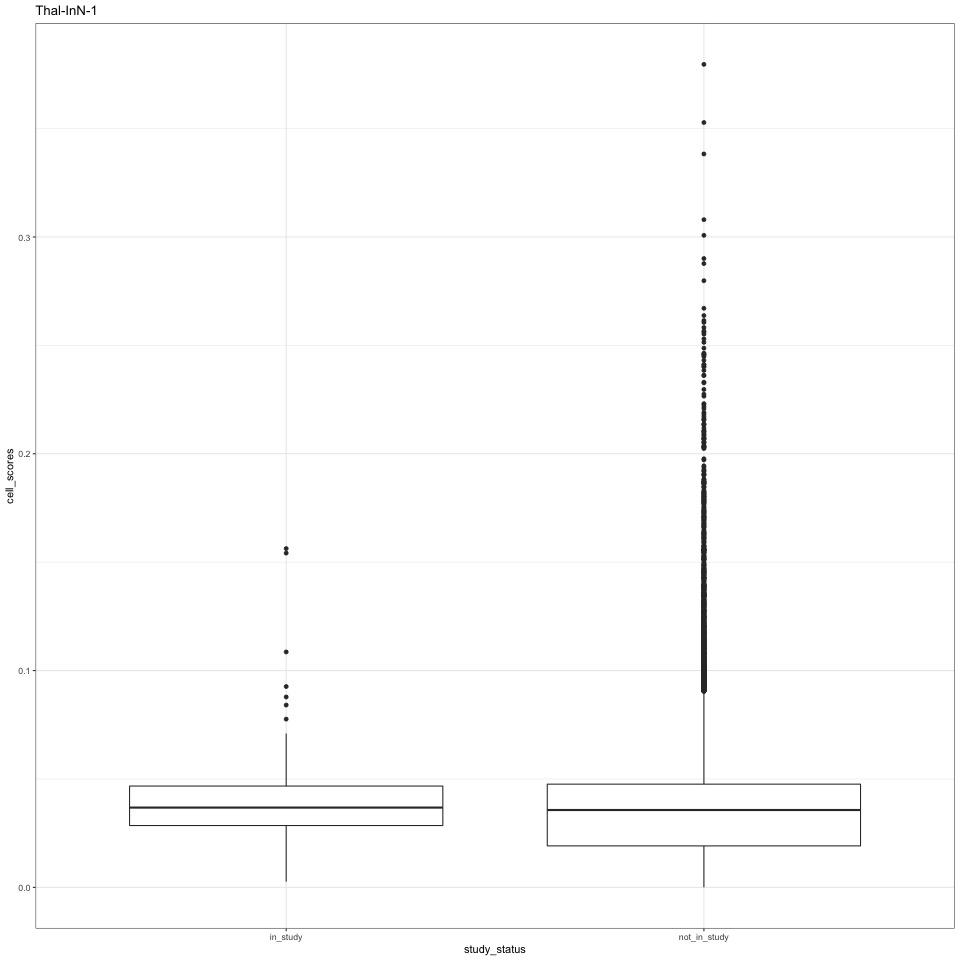 Thal-InN-1
cell_scores
0.3
0.2
0.1
0.0
in_study
not_in_study
study_status